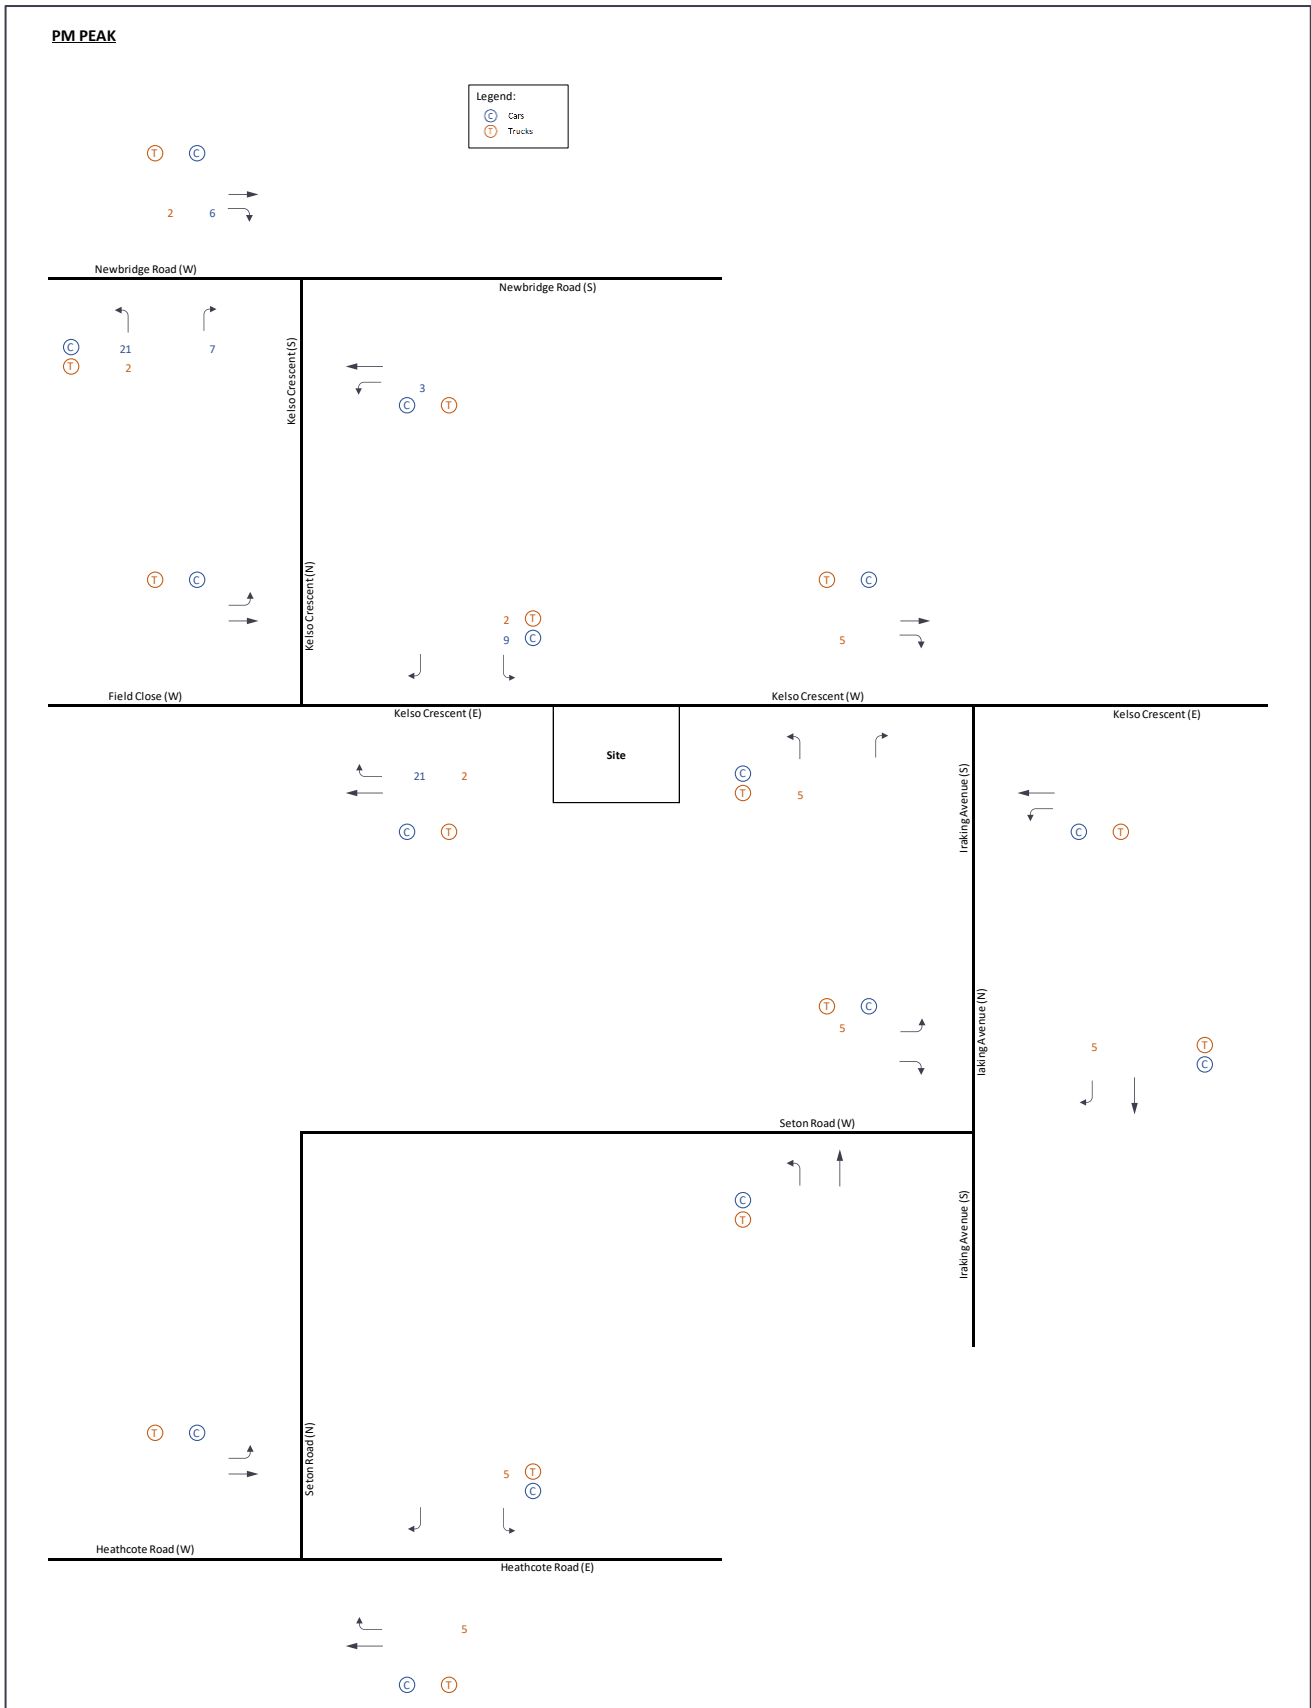 PM PEAK
Legend:
C Cars
T Trucks
T C
2 6
Newbridge Road (W)
Newbridge Road (S)
C 21 7
T 2
Kelso Crescent (S)
3
C T
T C
Kelso Crescent (N)
2 T
9 C
T C
5
Field Close (W)
Kelso Crescent (E)
Kelso Crescent (W)
Kelso Crescent (E)
Site
21 2
C T
C
T 5
Iraking Avenue (S)
C T
T C
5
Iaking Avenue (N)
5 T
C
Seton Road (W)
C
T
Iraking Avenue (S)
T C
Seton Road (N)
5 T
C
Heathcote Road (W)
Heathcote Road (E)
5
C T